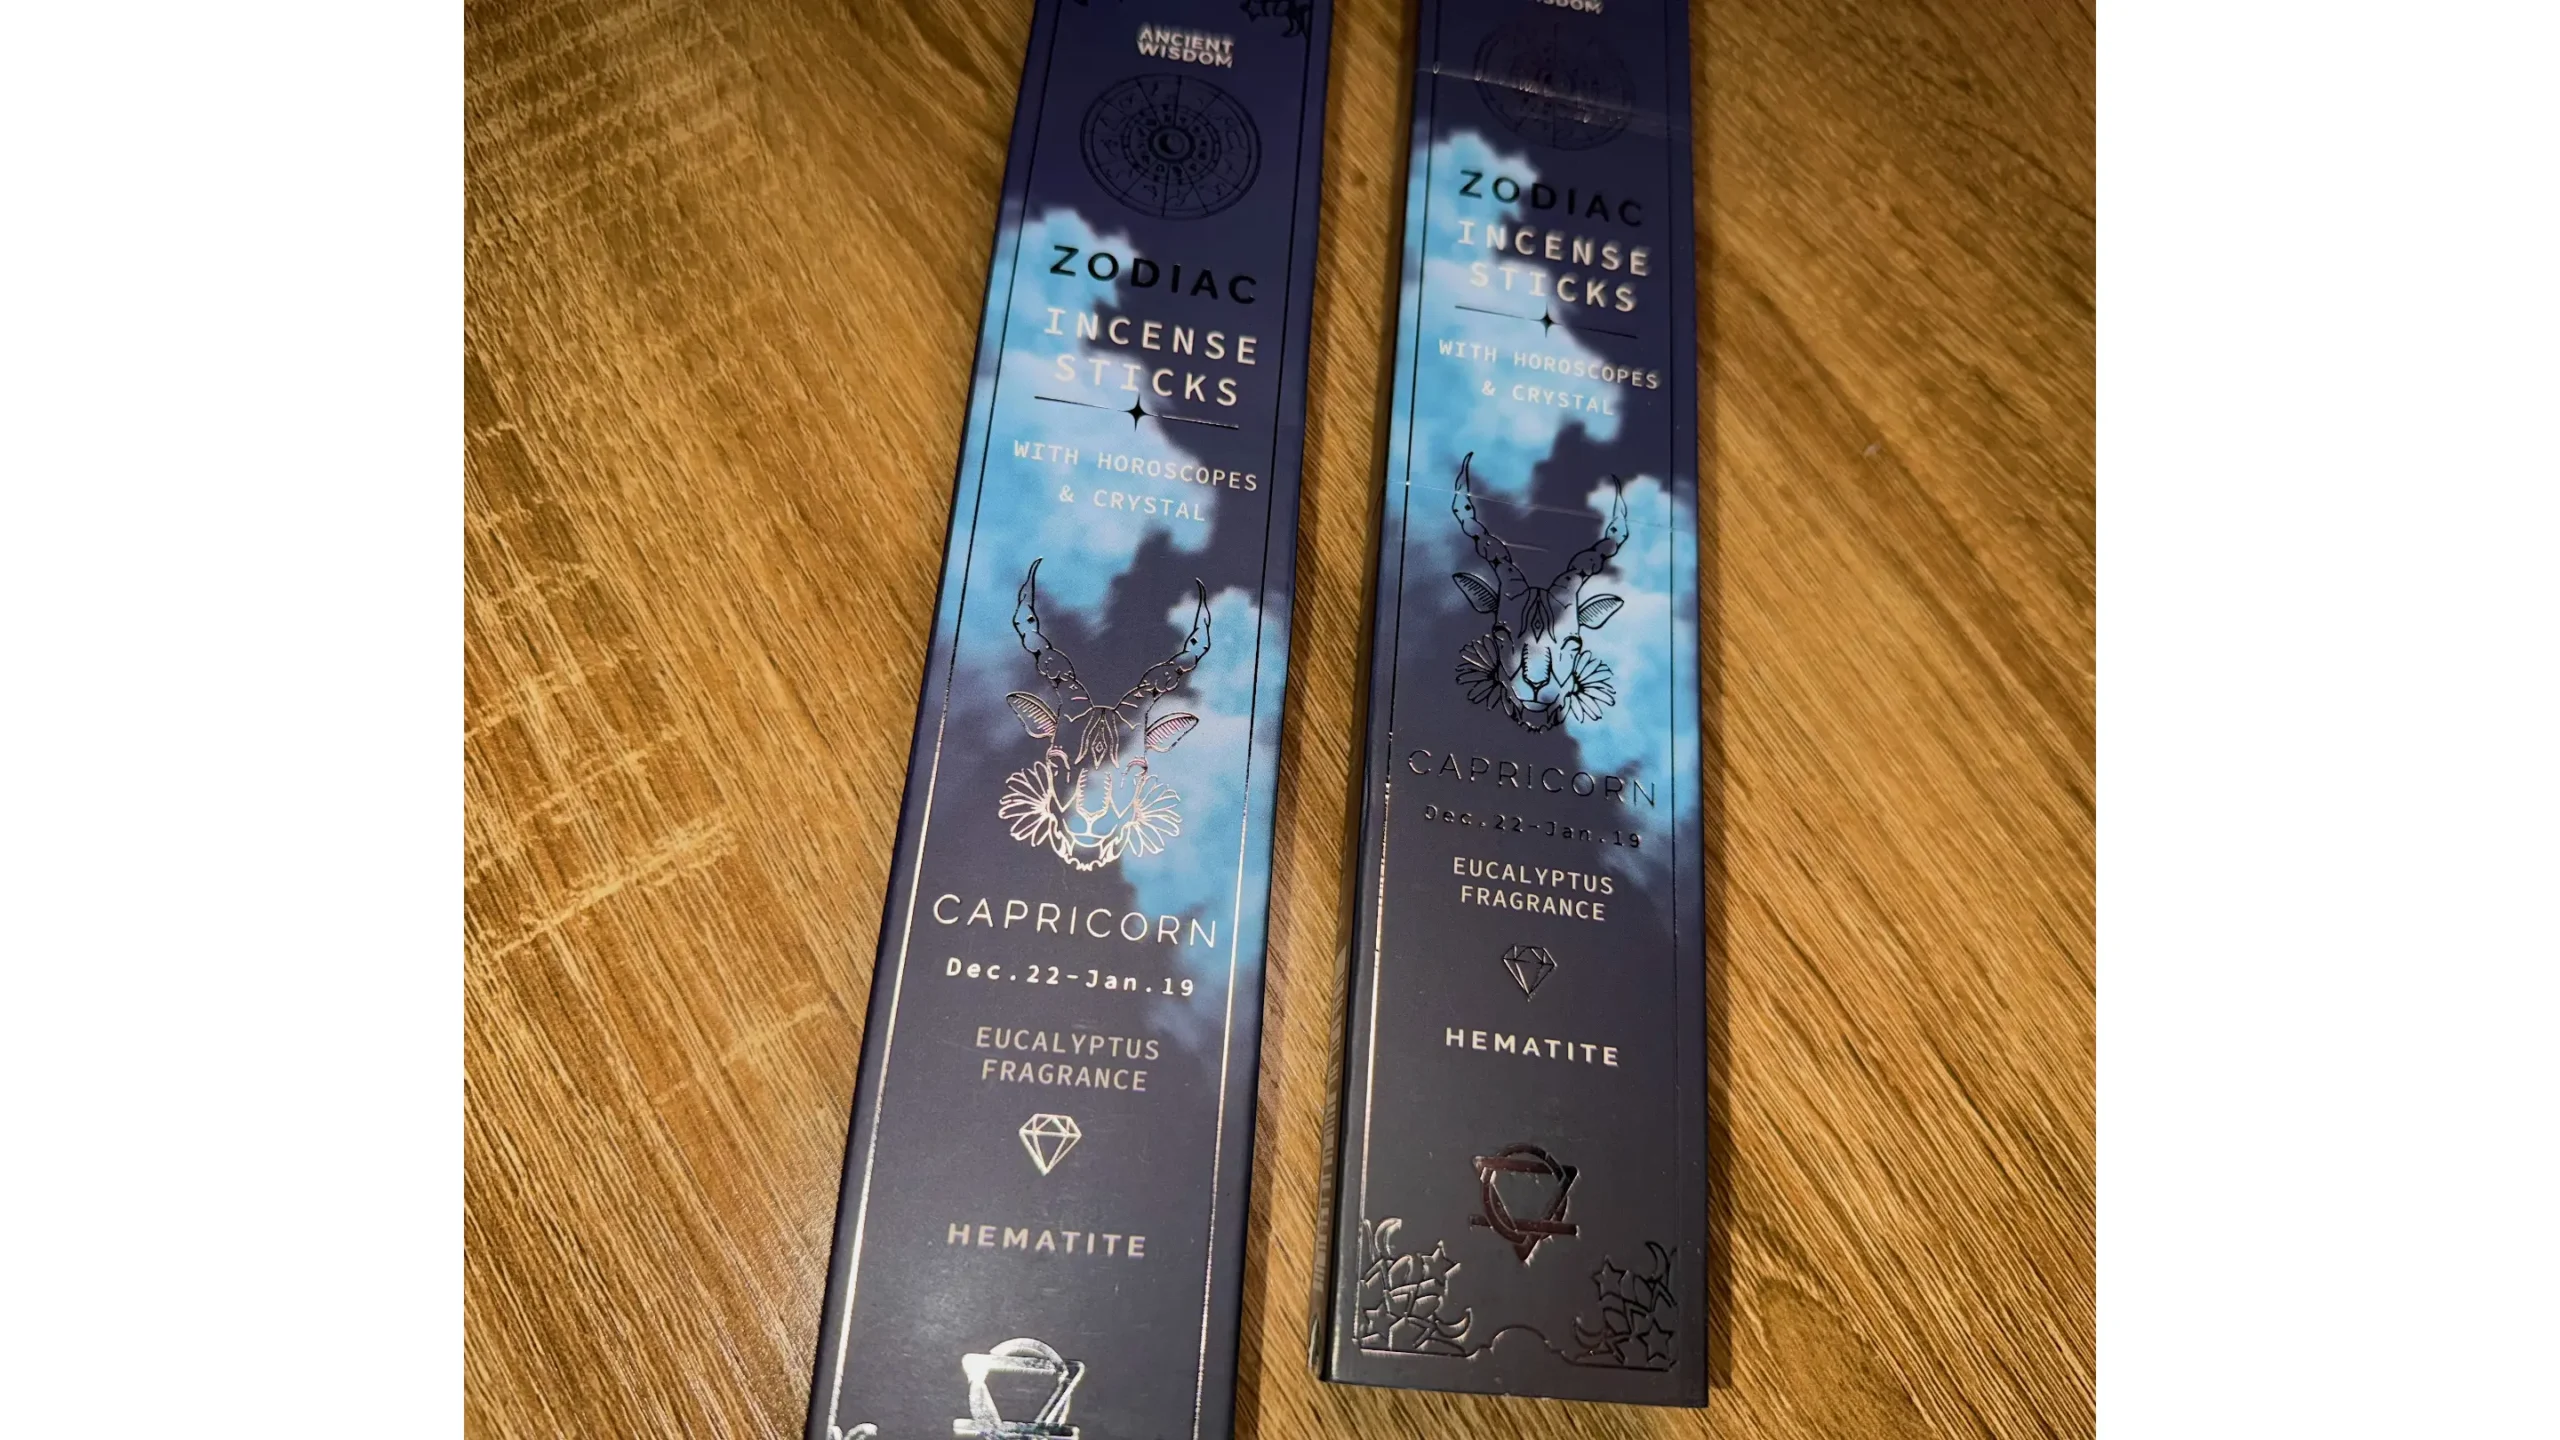 ANCIENT
WISDOM
ZODIAC
INCENSE
STICKS
WITH HOROSCOPES
& CRYSTAL
CAPRICORN
Dec.22-Jan.19
EUCALYPTUS
FRAGRANCE
HEMATITE
WISDOM
ZODIAC
INCENSE
STICKS
WITH HOROSCOPES
& CRYSTAL
CAPRICORN
Dec.22-Jan.19
EUCALYPTUS
FRAGRANCE
HEMATITE